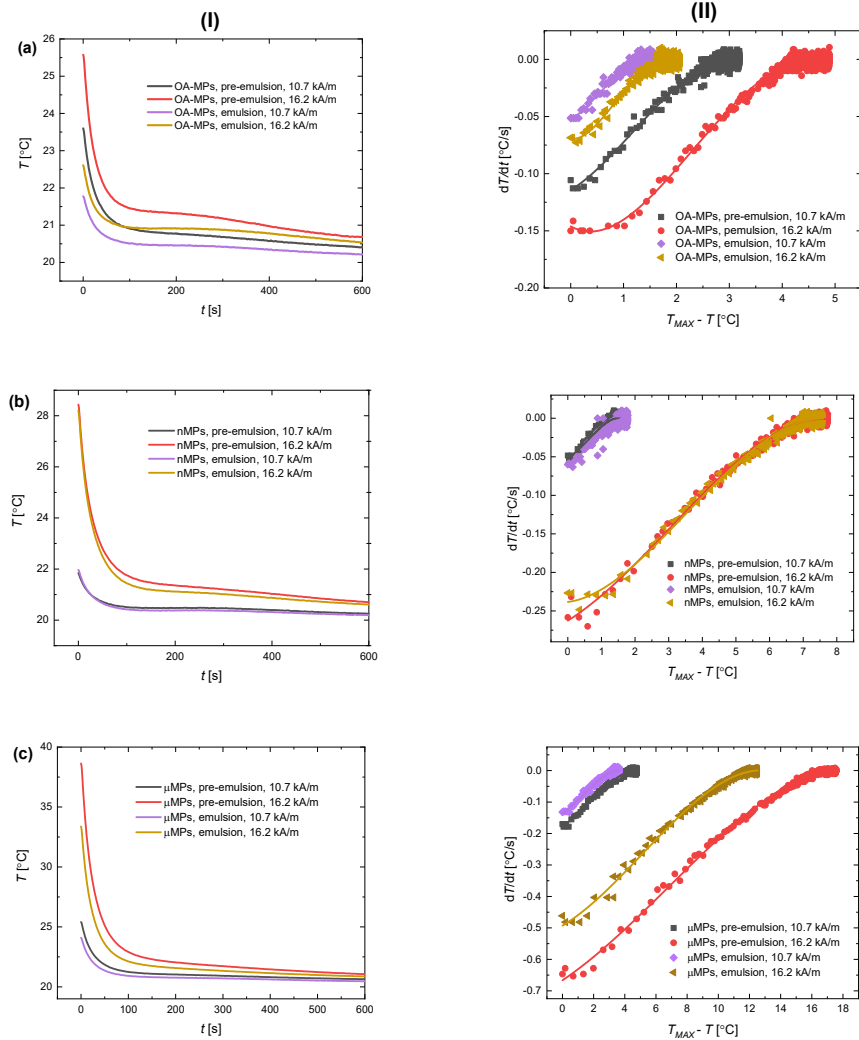 (I)
(II)
(a)
26
25
24
23
22
21
20
T [°C]
OA-MPs, pre-emulsion, 10.7 kA/m
OA-MPs, pre-emulsion, 16.2 kA/m
OA-MPs, emulsion, 10.7 kA/m
OA-MPs, emulsion, 16.2 kA/m
0 200 400 600
t [s]
0.00
-0.05
-0.10
-0.15
-0.20
dT/dt [°C/s]
OA-MPs, pre-emulsion, 10.7 kA/m
OA-MPs, pemulsion, 16.2 kA/m
OA-MPs, emulsion, 10.7 kA/m
OA-MPs, emulsion, 16.2 kA/m
0 1 2 3 4 5
TMAX - T [°C]
(b)
28
26
24
22
20
T [°C]
nMPs, pre-emulsion, 10.7 kA/m
nMPs, pre-emulsion, 16.2 kA/m
nMPs, emulsion, 10.7 kA/m
nMPs, emulsion, 16.2 kA/m
0 100 200 300 400 500 600
t [s]
0.00
-0.05
-0.10
-0.15
-0.20
-0.25
dT/dt [°C/s]
nMPs, pre-emulsion, 10.7 kA/m
nMPs, pre-emulsion, 16.2 kA/m
nMPs, emulsion, 10.7 kA/m
nMPs, emulsion, 16.2 kA/m
0 1 2 3 4 5 6 7 8
TMAX - T [°C]
(c)
40
35
30
25
20
T [°C]
μMPs, pre-emulsion, 10.7 kA/m
μMPs, pre-emulsion, 16.2 kA/m
μMPs, emulsion, 10.7 kA/m
μMPs, emulsion, 16.2 kA/m
0 100 200 300 400 500 600
t [s]
0.0
-0.1
-0.2
-0.3
-0.4
-0.5
-0.6
-0.7
dT/dt [°C/s]
μMPs, pre-emulsion, 10.7 kA/m
μMPs, pre-emulsion, 16.2 kA/m
μMPs, emulsion, 10.7 kA/m
μMPs, emulsion, 16.2 kA/m
0 2 4 6 8 10 12 14 16 18
TMAX - T [°C]